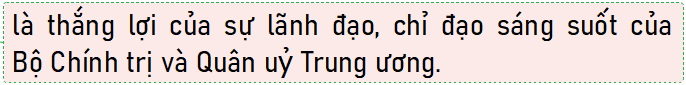 là thắng lợi của sự lãnh đạo, chỉ đạo sáng suốt của
Bộ Chính trị và Quân uỷ Trung ương.